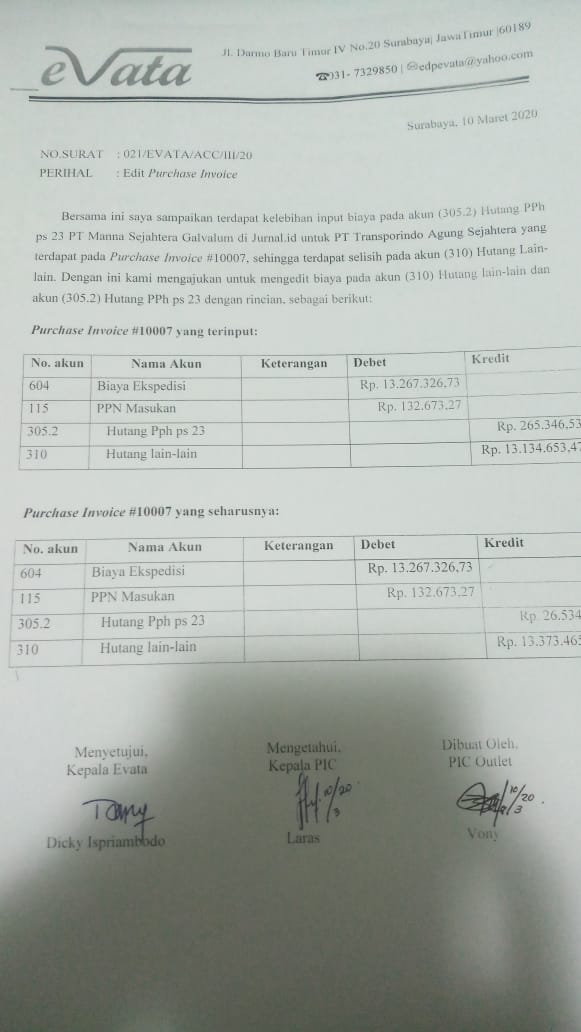 eVata
Jl. Darmo Baru Timur IV No.20 Surabaya| JawaTimur |60189
☎031- 7329850 | ✉edpevata@yahoo.com
Surabaya, 10 Maret 2020
NO.SURAT : 021/EVATA/ACC/III/20
PERIHAL : Edit Purchase Invoice
Bersama ini saya sampaikan terdapat kelebihan input biaya pada akun (305.2) Hutang PPh
ps 23 PT Manna Sejahtera Galvalum di Jurnal.id untuk PT Transporindo Agung Sejahtera yang
terdapat pada Purchase Invoice #10007, sehingga terdapat selisih pada akun (310) Hutang Lain-
lain. Dengan ini kami mengajukan untuk mengedit biaya pada akun (310) Hutang lain-lain dan
akun (305.2) Hutang PPh ps 23 dengan rincian, sebagai berikut:
Purchase Invoice #10007 yang terinput:
No. akun Nama Akun Keterangan Debet Kredit
604 Biaya Ekspedisi Rp. 13.267.326,73
115 PPN Masukan Rp. 132.673,27
305.2 Hutang Pph ps 23 Rp. 265.346,53
310 Hutang lain-lain Rp. 13.134.653,47
Purchase Invoice #10007 yang seharusnya:
No. akun Nama Akun Keterangan Debet Kredit
604 Biaya Ekspedisi Rp. 13.267.326,73
115 PPN Masukan Rp. 132.673,27
305.2 Hutang Pph ps 23 Rp. 26.534
310 Hutang lain-lain Rp. 13.373.465
Menyetujui, Mengetahui, Dibuat Oleh,
Kepala Evata Kepala PIC PIC Outlet
Tony 10/3 20 10/3 20
Dicky Ispriambodo Laras Vony